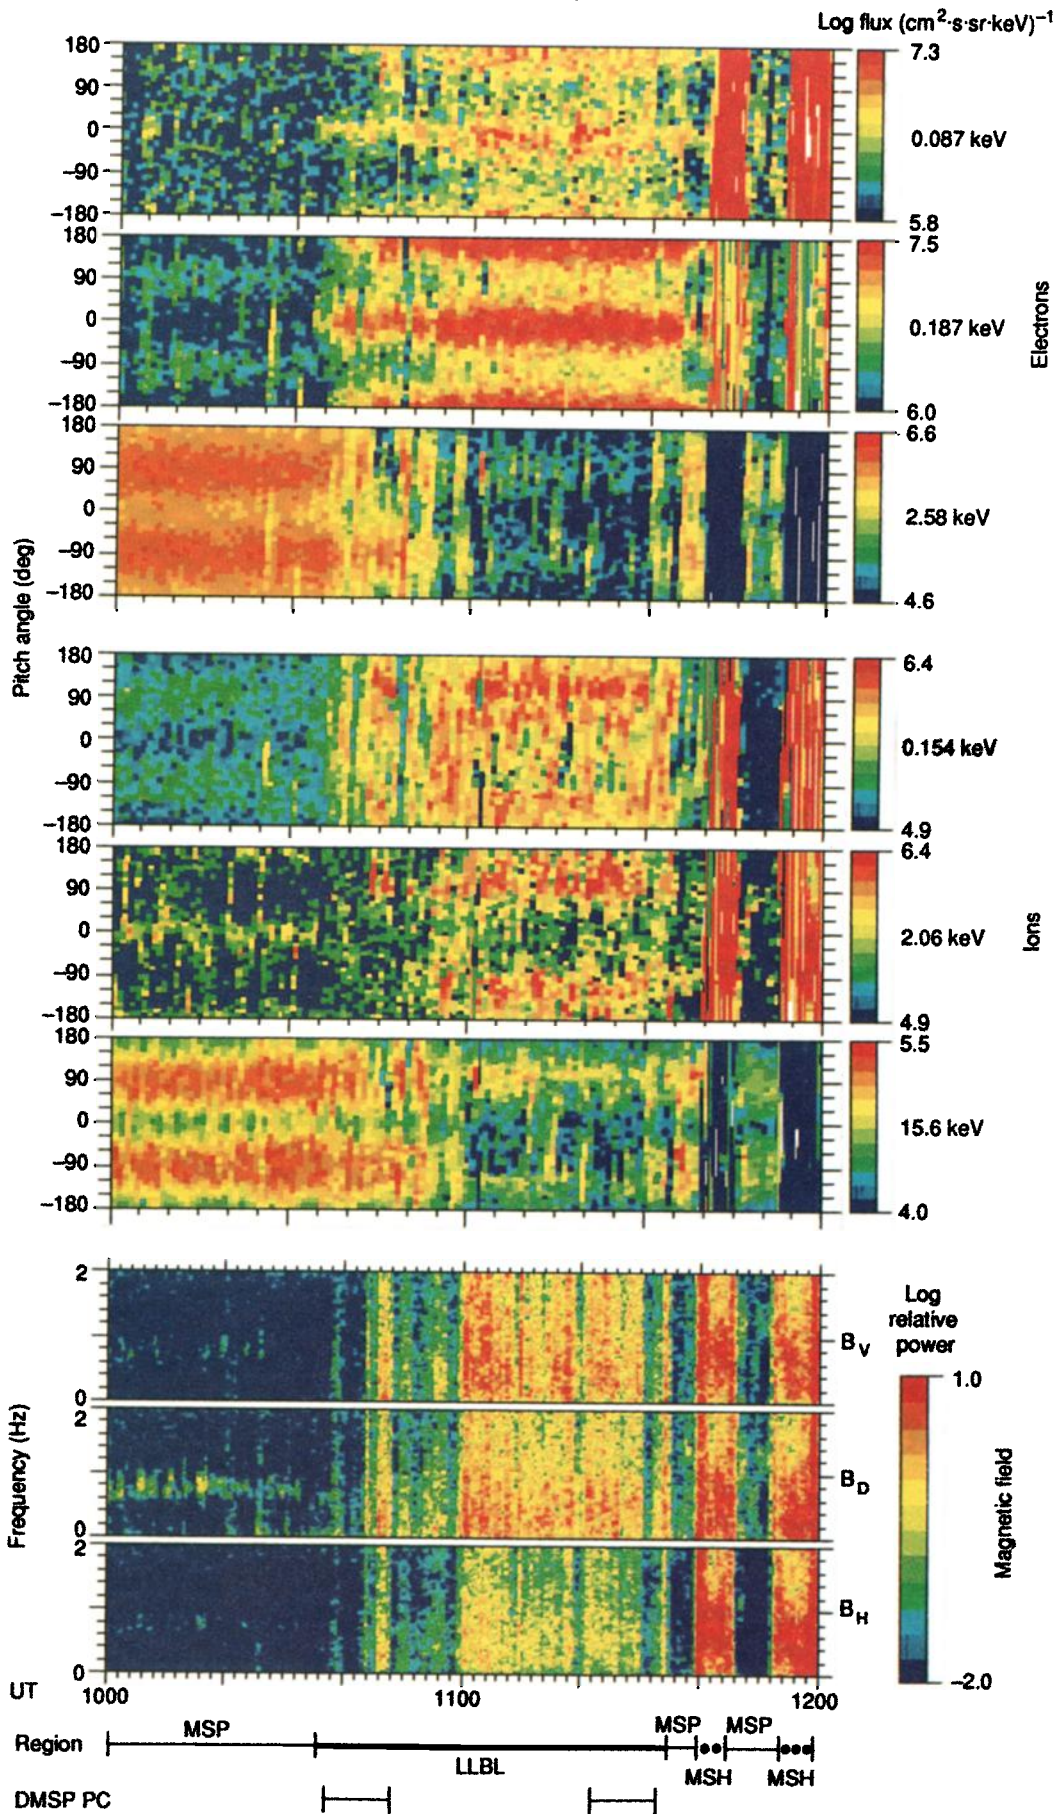 Log flux (cm²·s·sr·keV)⁻¹
180
90
0
−90
−180
7.3
0.087 keV
5.8
180
90
0
−90
−180
7.5
0.187 keV
6.0
Electrons
180
90
0
−90
−180
6.6
2.58 keV
4.6
Pitch angle (deg)
180
90
0
−90
−180
6.4
0.154 keV
4.9
180
90
0
−90
−180
6.4
2.06 keV
4.9
Ions
180
90
0
−90
−180
5.5
15.6 keV
4.0
2
0
B_V
2
0
B_D
2
0
B_H
Frequency (Hz)
Log
relative
power
1.0
−2.0
Magnetic field
UT
1000
1100
1200
Region
MSP
LLBL
MSP
MSH
MSP
MSH
DMSP PC